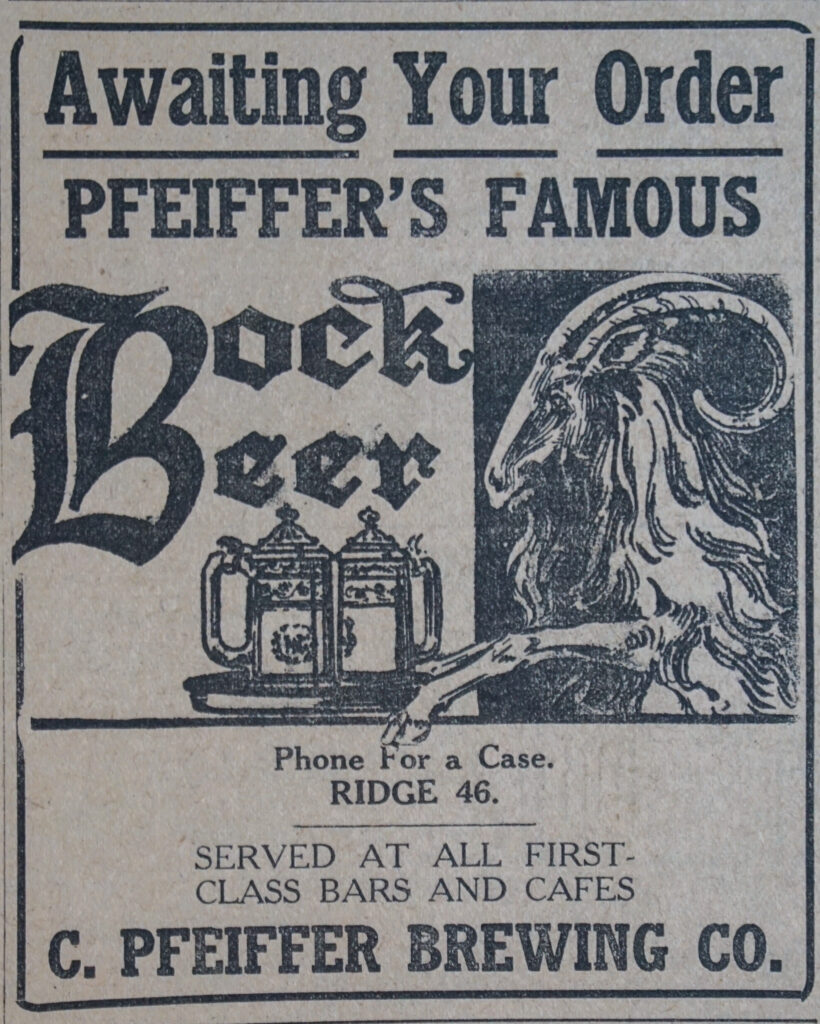 Awaiting Your Order
PFEIFFER'S FAMOUS
Bock
Beer
Phone For a Case.
RIDGE 46.
SERVED AT ALL FIRST-
CLASS BARS AND CAFES
C. PFEIFFER BREWING CO.